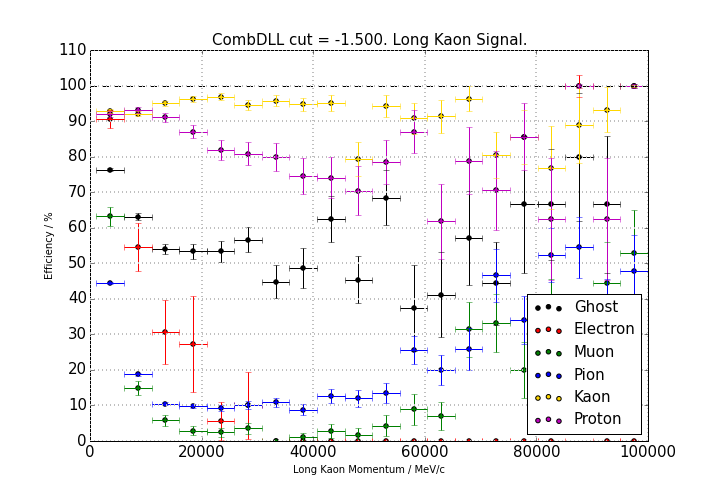 CombDLL cut = -1.500. Long Kaon Signal.
110
100
90
80
70
60
50
40
30
20
10
0
Efficiency / %
Ghost
Electron
Muon
Pion
Kaon
Proton
0 20000 40000 60000 80000 100000
Long Kaon Momentum / MeV/c